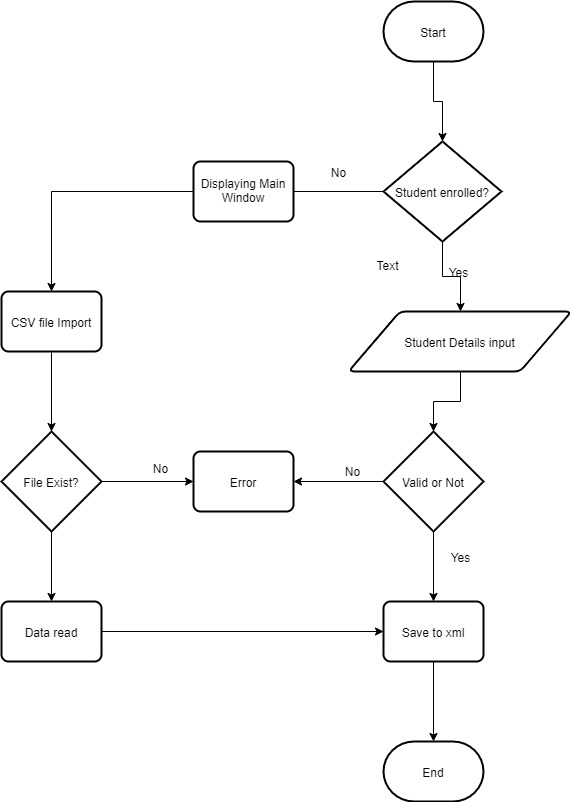 Start
No
Displaying Main
Window
Student enrolled?
Text
Yes
CSV file Import
Student Details input
File Exist?
No
Error
No
Valid or Not
Yes
Data read
Save to xml
End